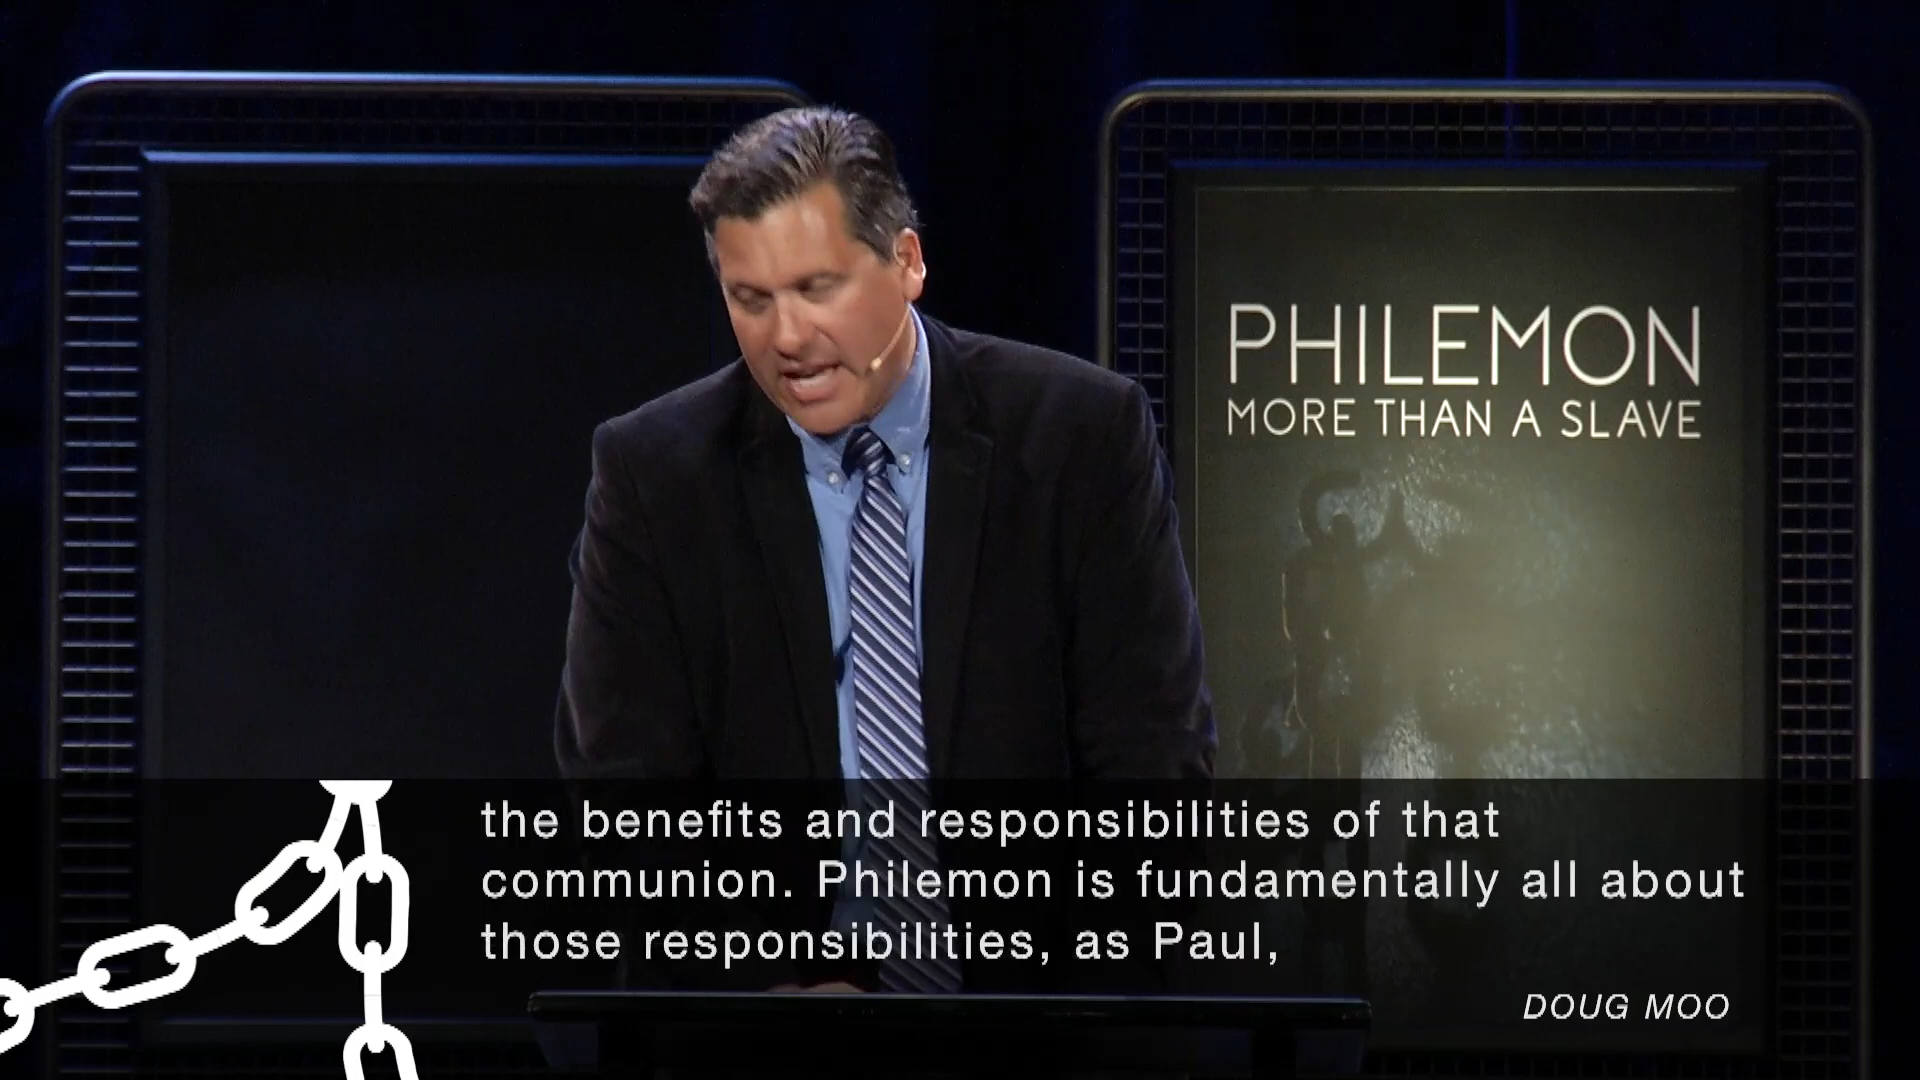 PHILEMON
MORE THAN A SLAVE
the benefits and responsibilities of that
communion. Philemon is fundamentally all about
those responsibilities, as Paul,
DOUG MOO